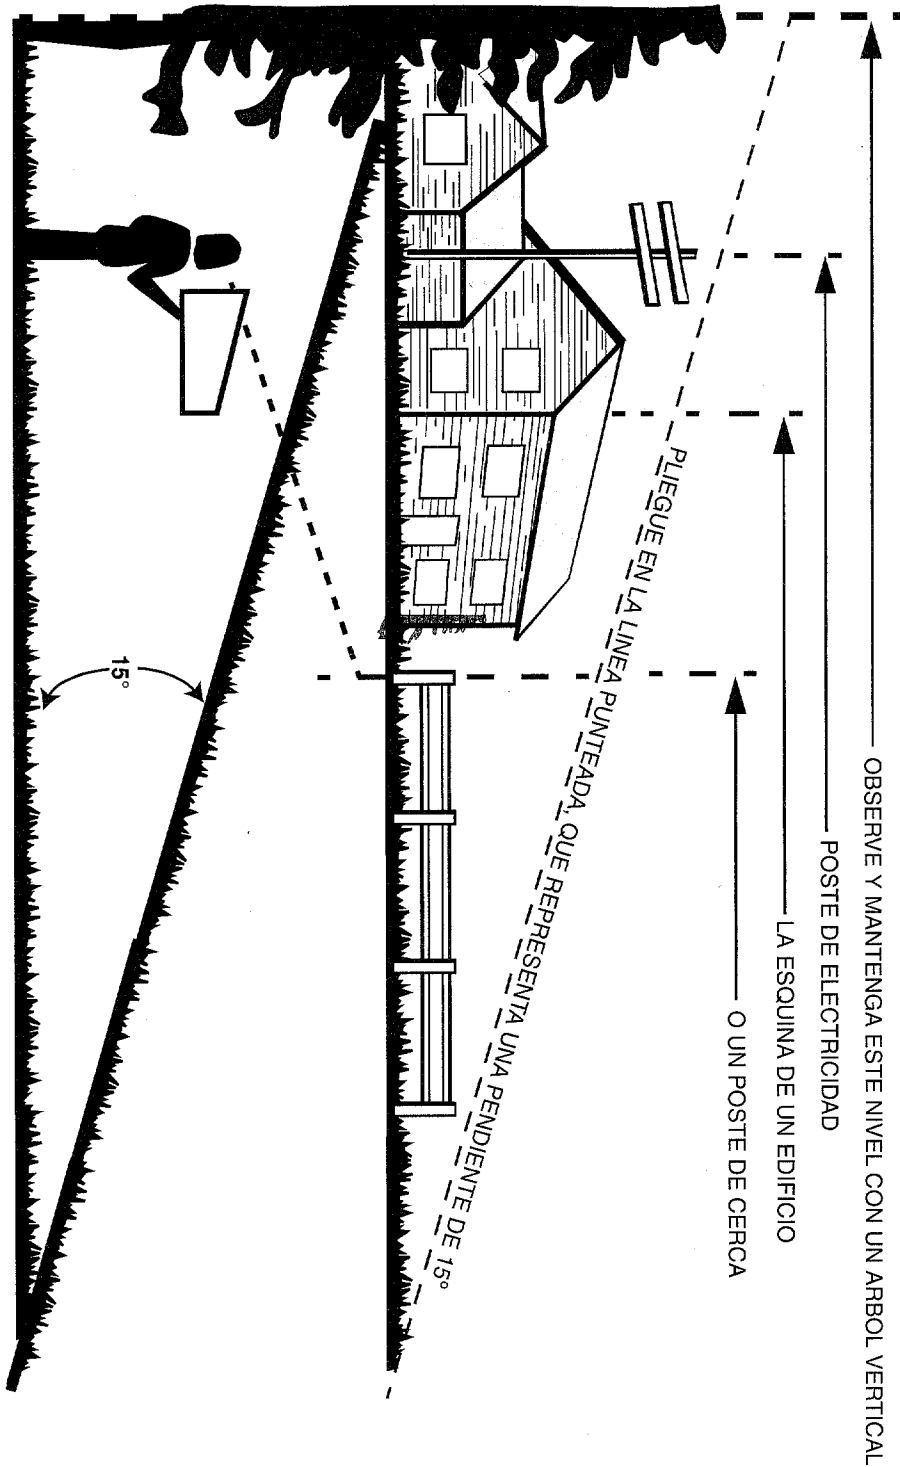 OBSERVE Y MANTENGA ESTE NIVEL CON UN ARBOL VERTICAL
POSTE DE ELECTRICIDAD
LA ESQUINA DE UN EDIFICIO
O UN POSTE DE CERCA
PLIEGUE EN LA LINEA PUNTEADA, QUE REPRESENTA UNA PENDIENTE DE 15°
15°